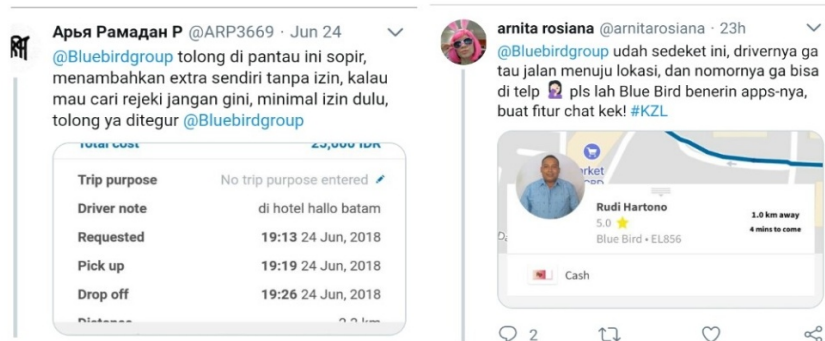 Арья Рамадан Р @ARP3669 · Jun 24
@Bluebirdgroup tolong di pantau ini sopir,
menambahkan extra sendiri tanpa izin, kalau
mau cari rejeki jangan gini, minimal izin dulu,
tolong ya ditegur @Bluebirdgroup
Total cost 25,000 IDR
Trip purpose No trip purpose entered
Driver note di hotel hallo batam
Requested 19:13 24 Jun, 2018
Pick up 19:19 24 Jun, 2018
Drop off 19:26 24 Jun, 2018
Distance
arnita rosiana @arnitarosiana · 23h
@Bluebirdgroup udah sedeket ini, drivernya ga
tau jalan menuju lokasi, dan nomornya ga bisa
di telp 🤦🏻‍♀️ pls lah Blue Bird benerin apps-nya,
buat fitur chat kek! #KZL
Rudi Hartono
5.0 ⭐
Blue Bird • EL856
1.0 km away
4 mins to come
Cash
2